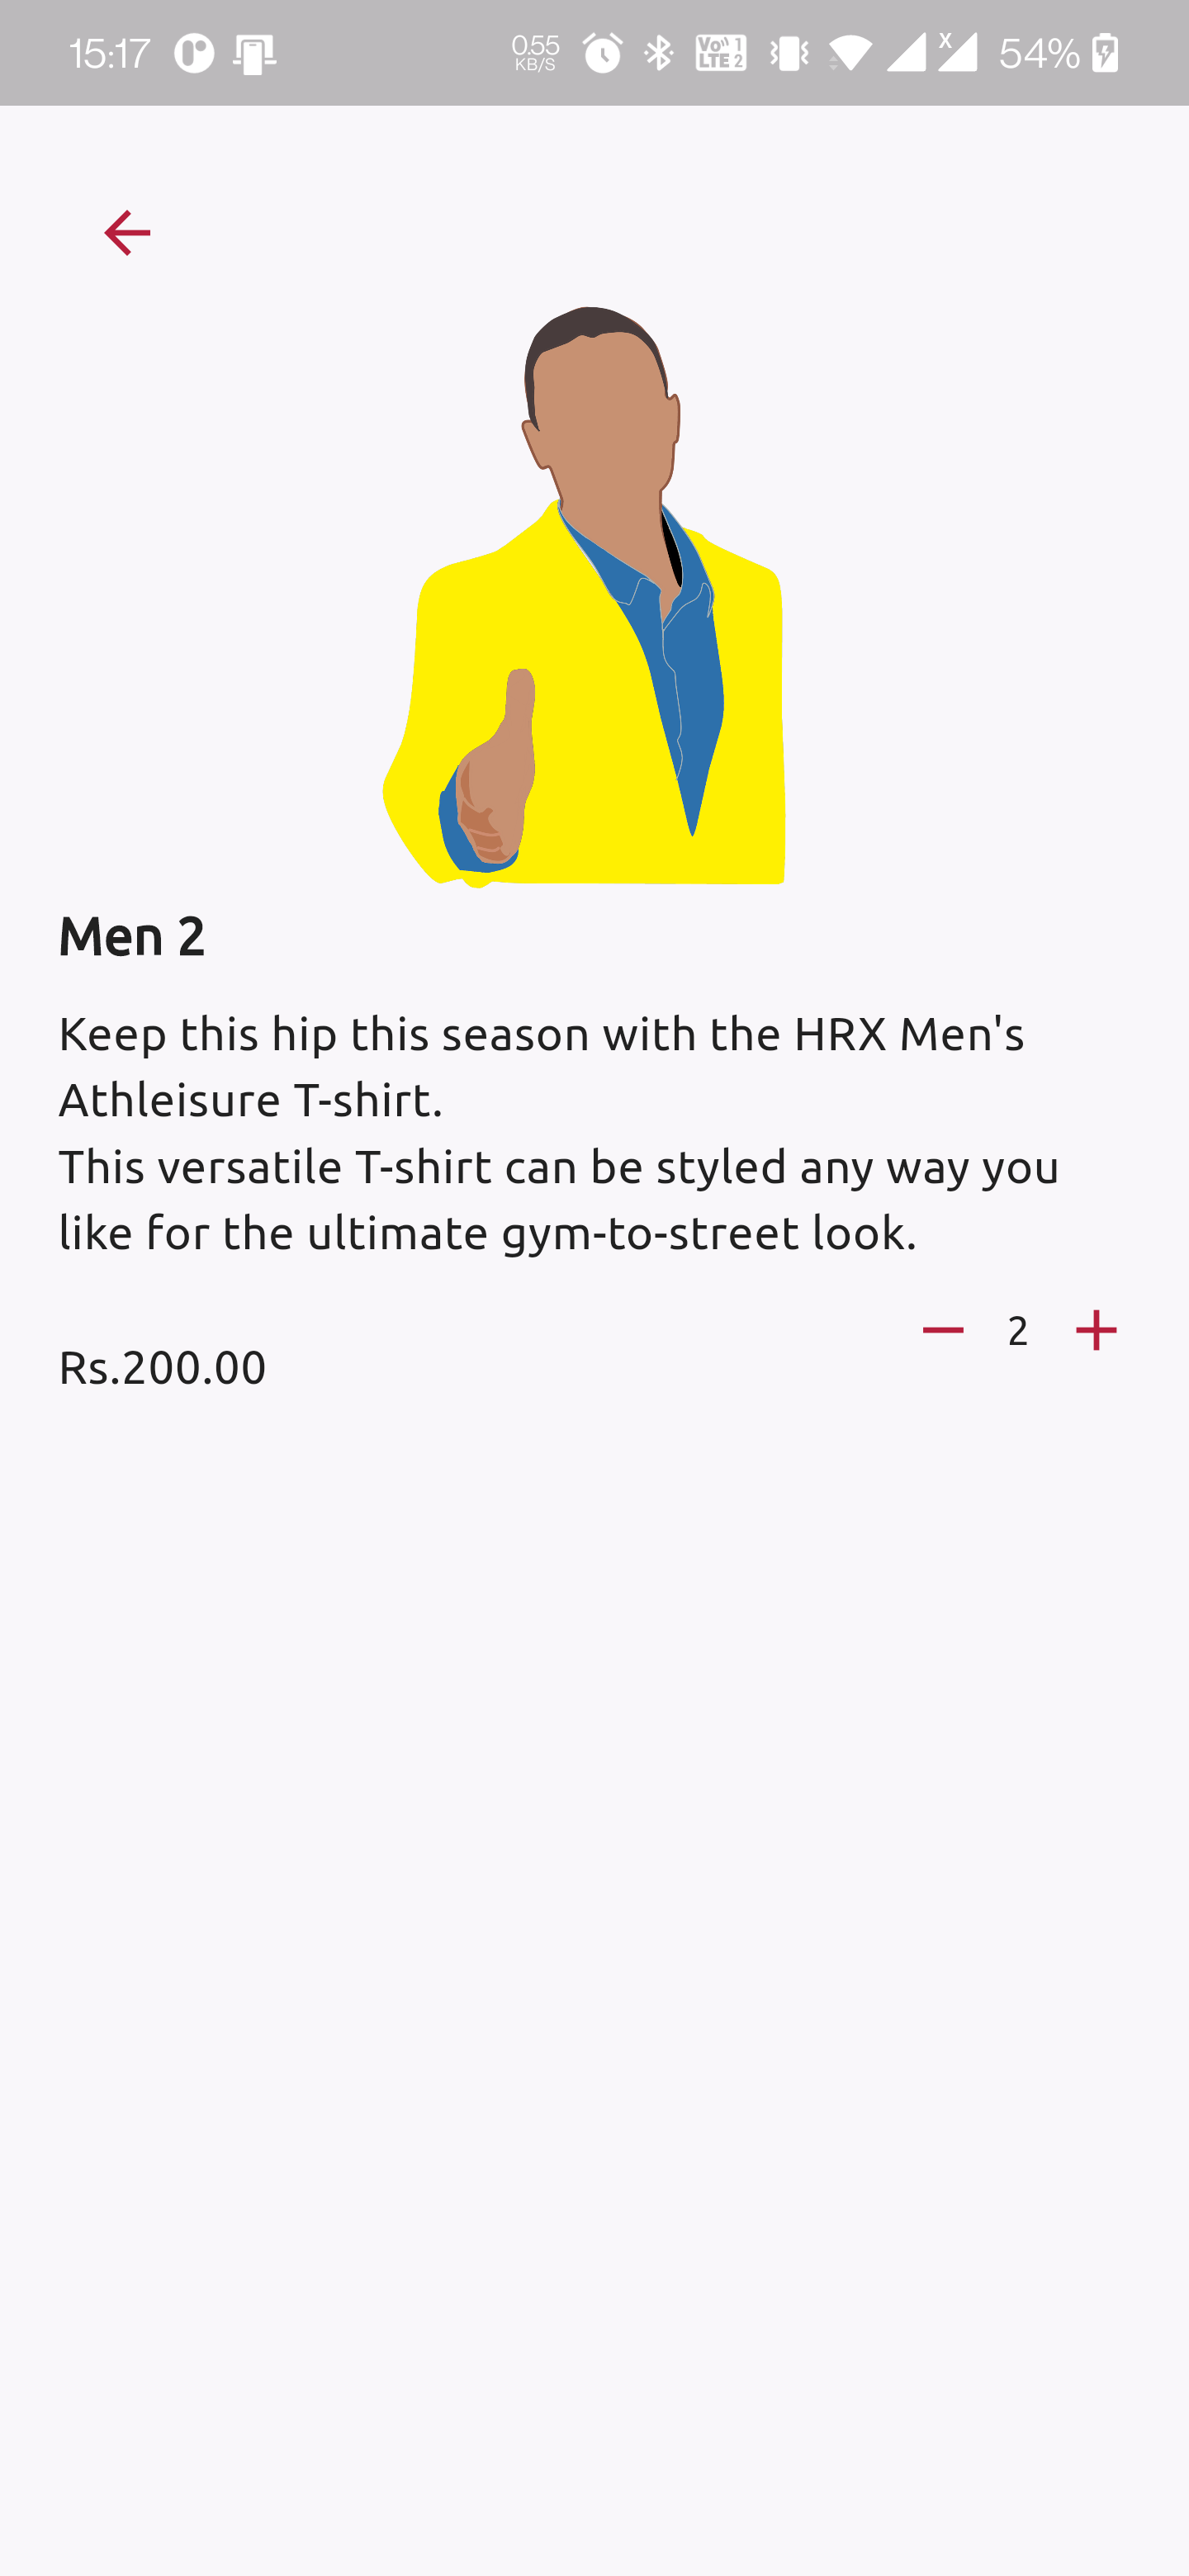 15:17
0.55
KB/S
Vo 1
LTE 2
X
54%
Men 2
Keep this hip this season with the HRX Men's
Athleisure T-shirt.
This versatile T-shirt can be styled any way you
like for the ultimate gym-to-street look.
2
Rs.200.00